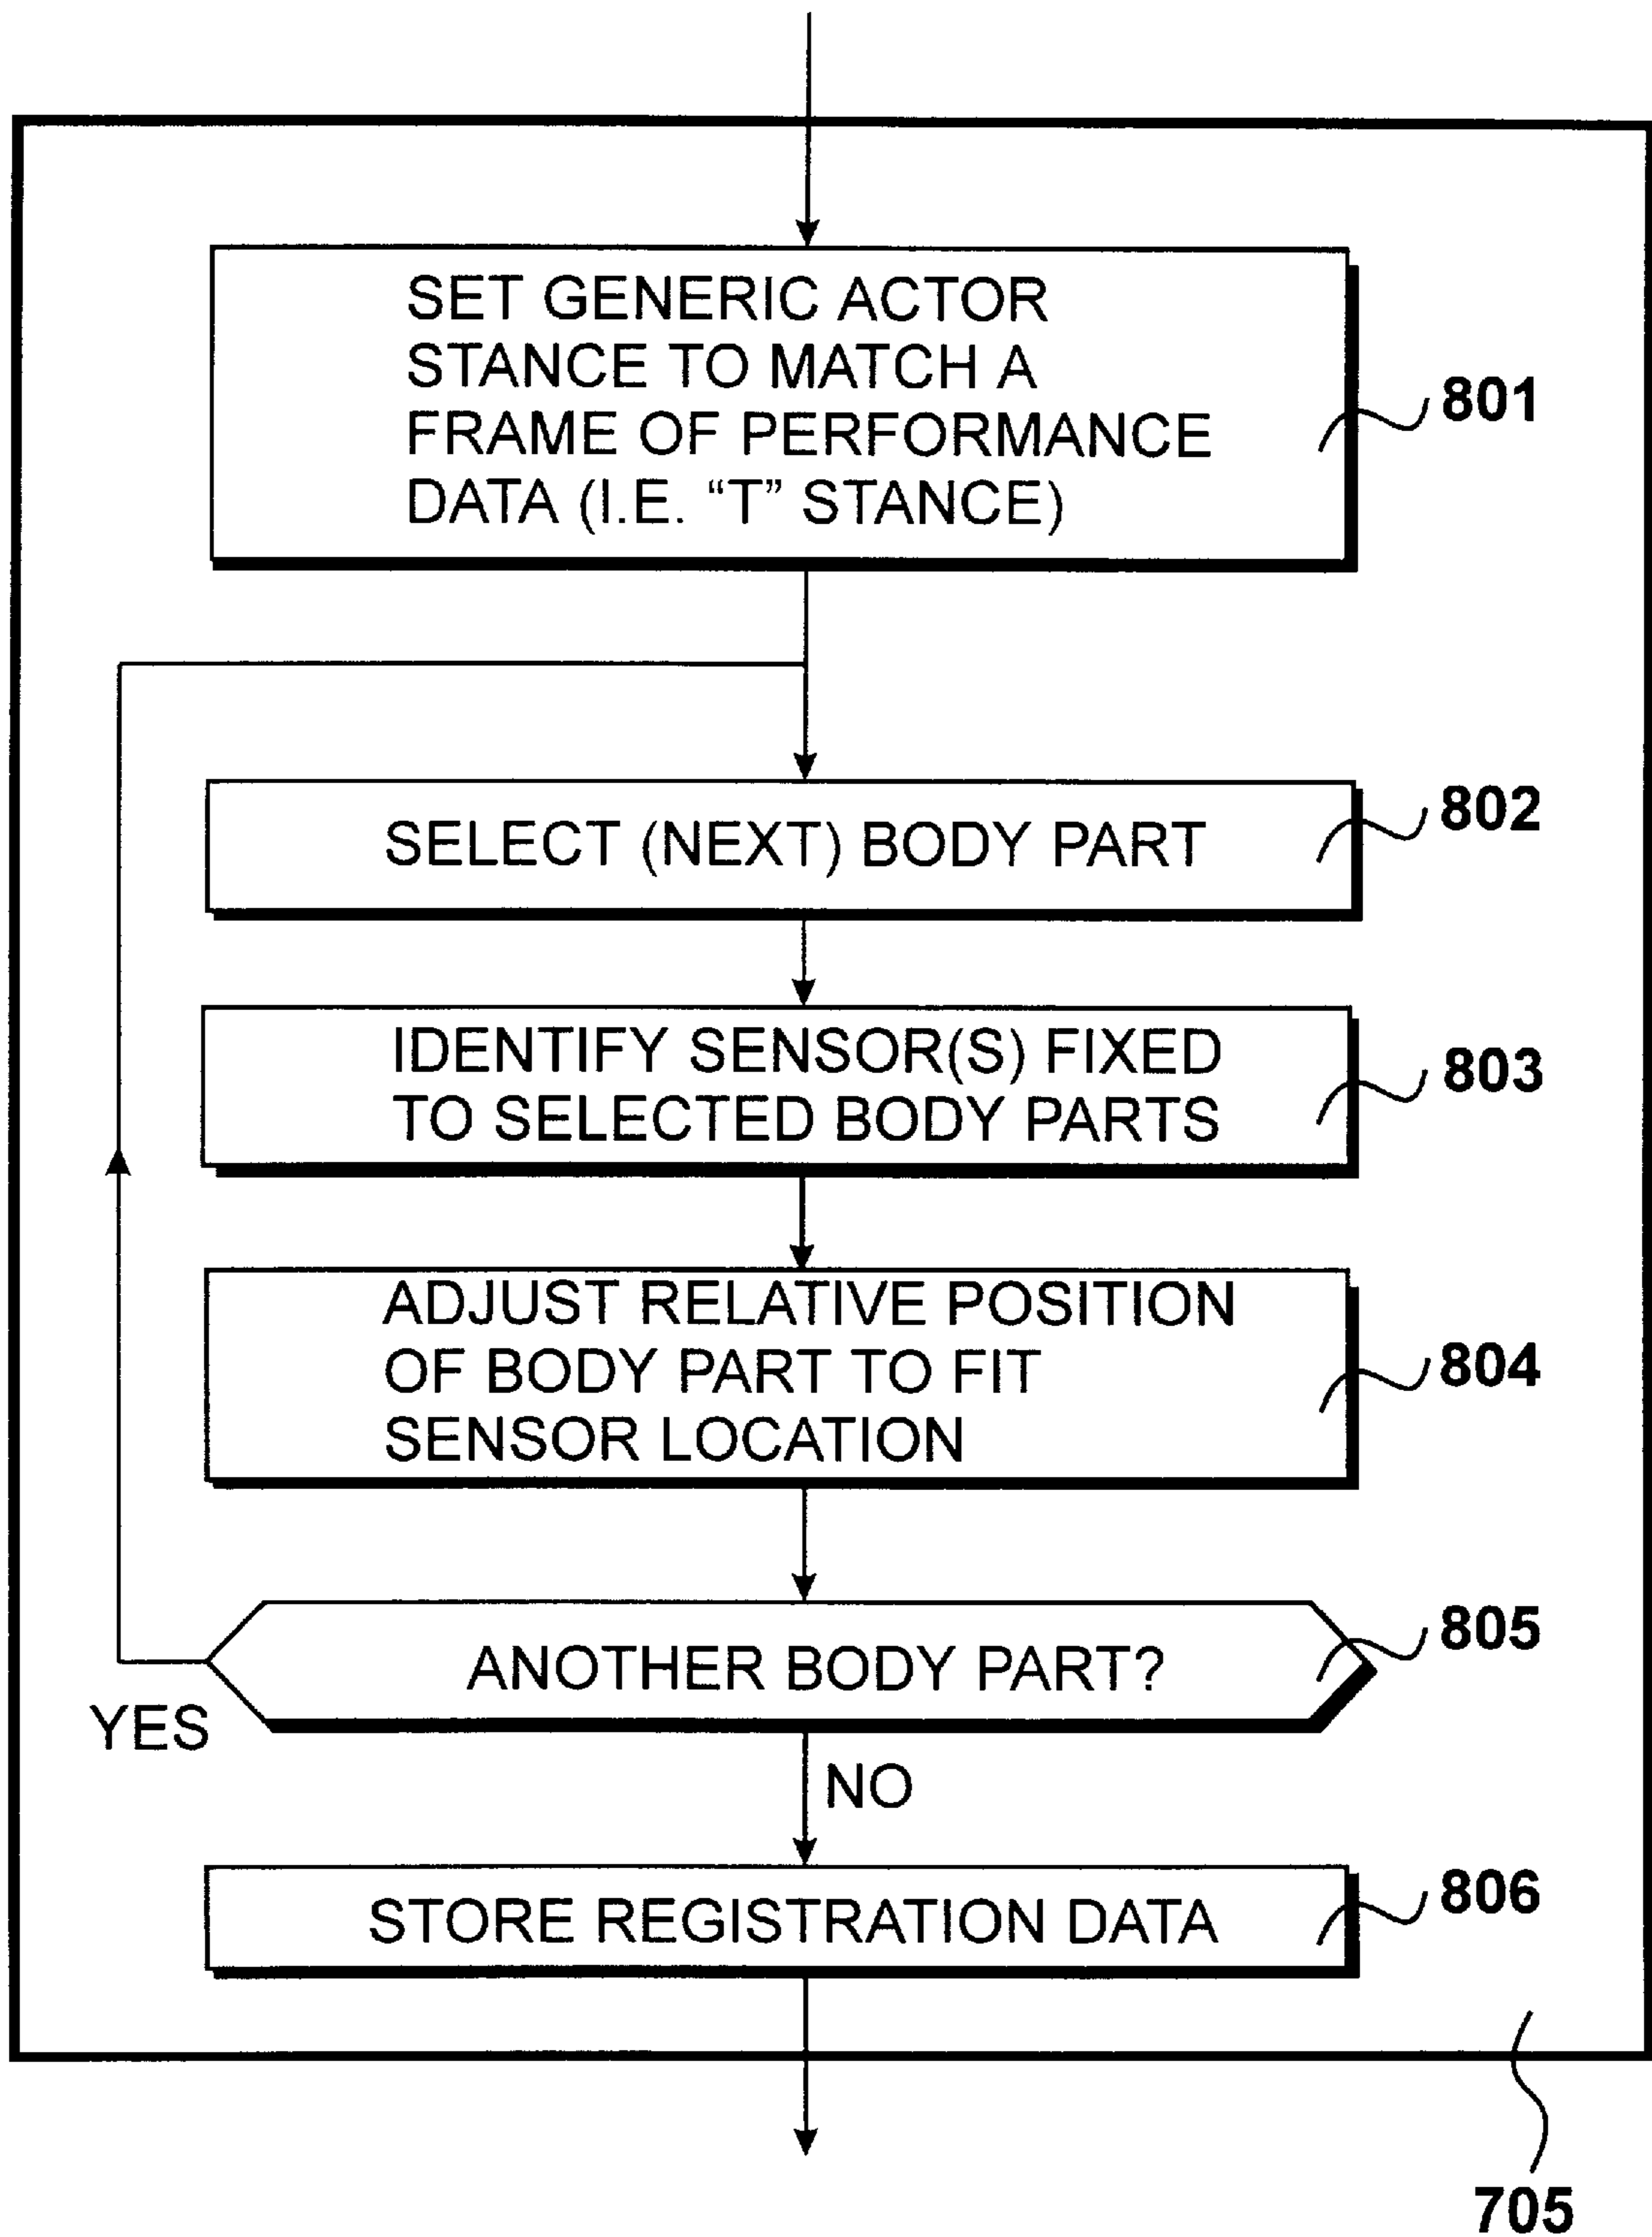 SET GENERIC ACTOR
STANCE TO MATCH A
FRAME OF PERFORMANCE
DATA (I.E. “T” STANCE)
801
SELECT (NEXT) BODY PART
802
IDENTIFY SENSOR(S) FIXED
TO SELECTED BODY PARTS
803
ADJUST RELATIVE POSITION
OF BODY PART TO FIT
SENSOR LOCATION
804
ANOTHER BODY PART?
805
YES
NO
STORE REGISTRATION DATA
806
705